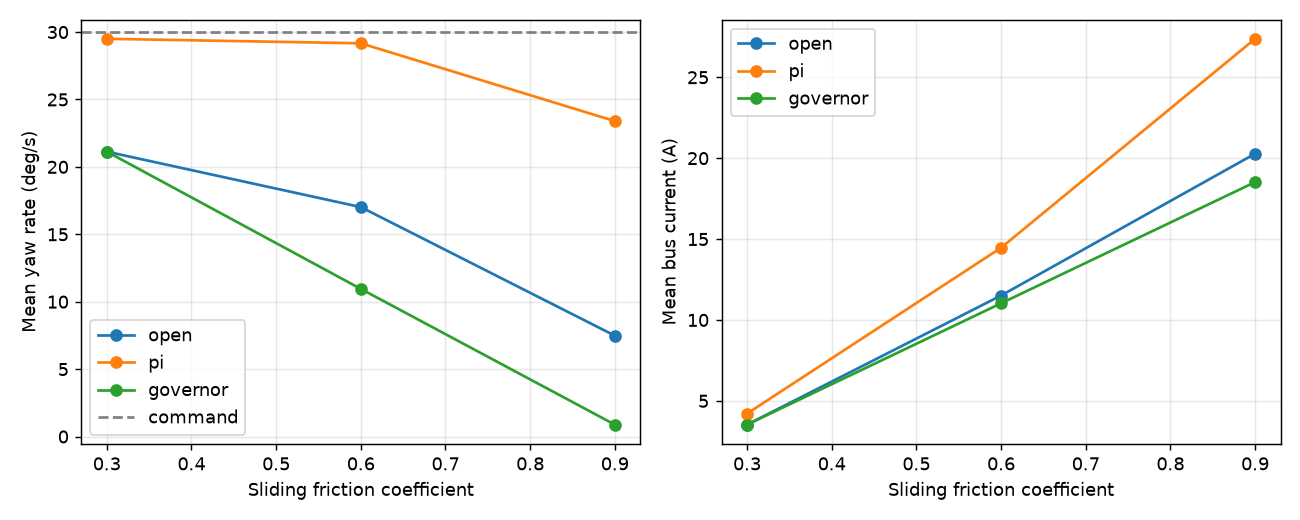 30
25
20
15
10
5
0
Mean yaw rate (deg/s)
open
pi
governor
command
0.3 0.4 0.5 0.6 0.7 0.8 0.9
Sliding friction coefficient
25
20
15
10
5
Mean bus current (A)
open
pi
governor
0.3 0.4 0.5 0.6 0.7 0.8 0.9
Sliding friction coefficient